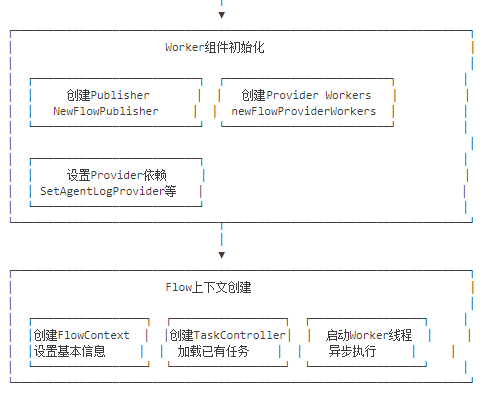 Worker组件初始化
创建Publisher
创建Provider Workers
NewFlowPublisher
newFlowProviderWorkers
设置Provider依赖
SetAgentLogProvider等
Flow上下文创建
创建FlowContext
创建TaskController
启动Worker线程
设置基本信息
加载已有任务
异步执行